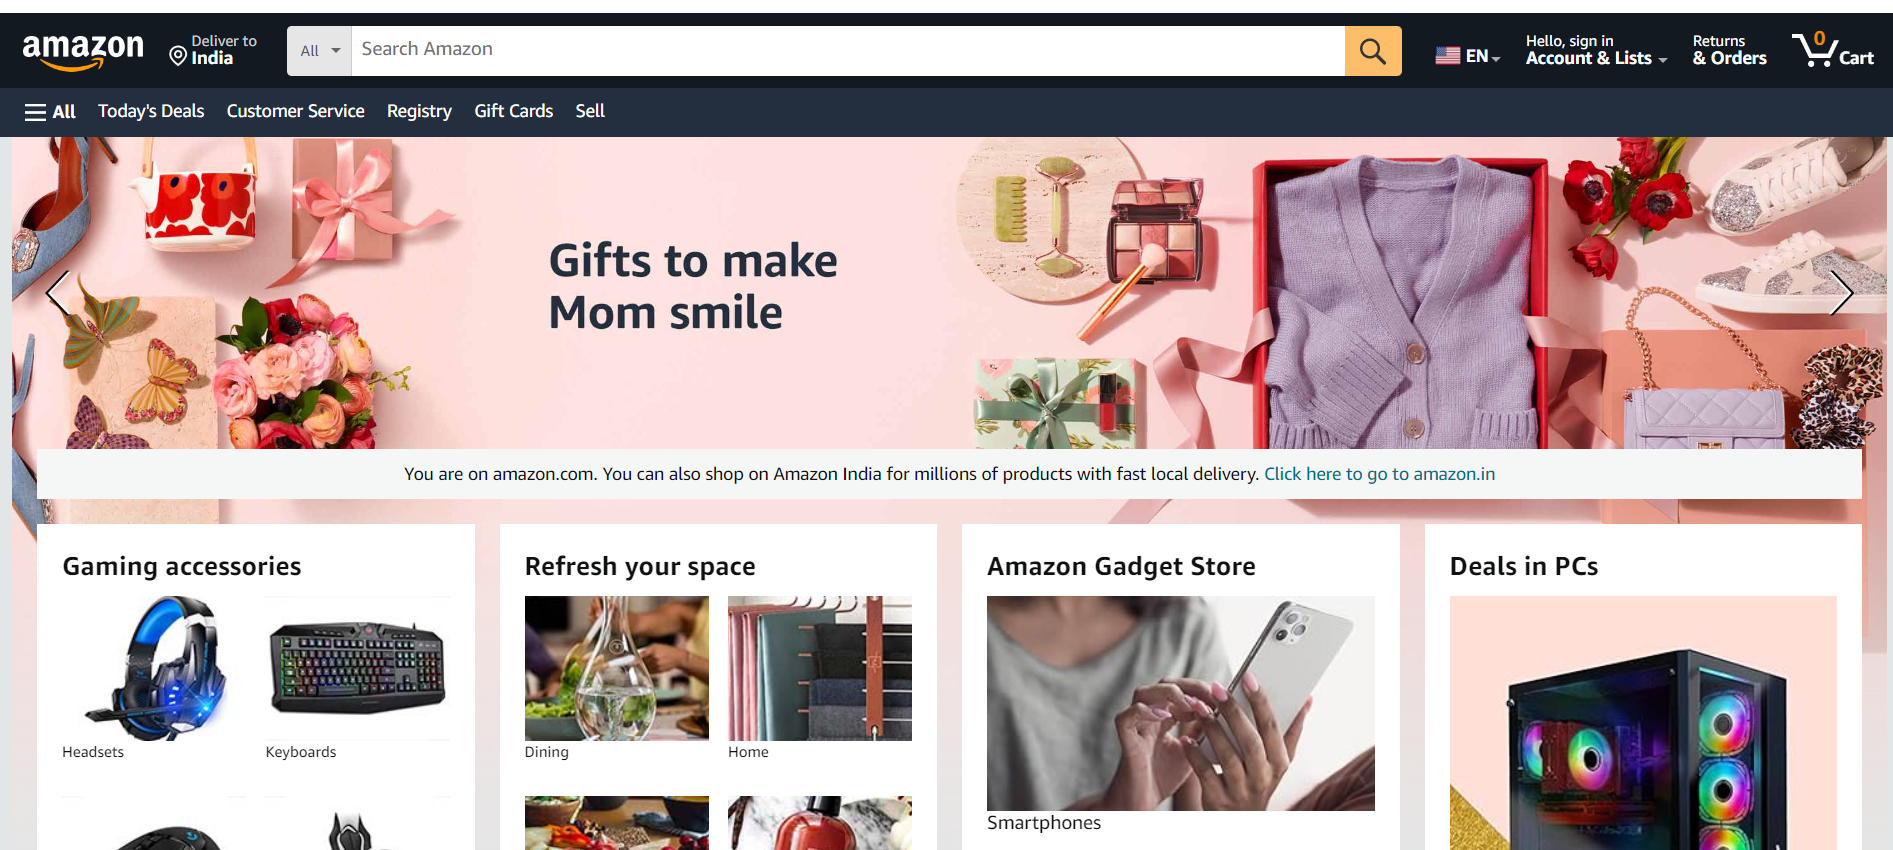 amazon
Deliver to
India
All
Search Amazon
EN
Hello, sign in
Account & Lists
Returns
& Orders
0
Cart
All
Today's Deals
Customer Service
Registry
Gift Cards
Sell
Gifts to make
Mom smile
You are on amazon.com. You can also shop on Amazon India for millions of products with fast local delivery. Click here to go to amazon.in
Gaming accessories
Refresh your space
Amazon Gadget Store
Deals in PCs
Headsets
Keyboards
Dining
Home
Smartphones